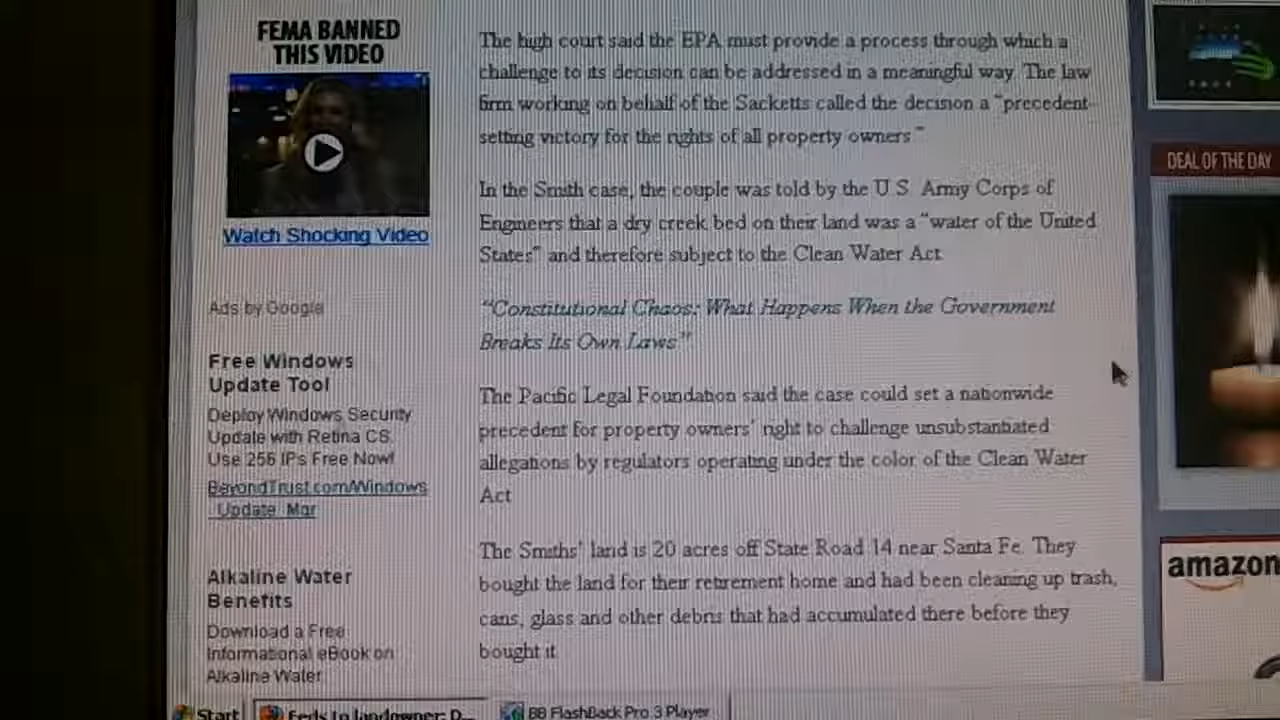 FEMA BANNED
THIS VIDEO
Watch Shocking Video
Ads by Google
Free Windows
Update Tool
Deploy Windows Security
Update with Retina CS.
Use 256 IPs Free Now!
BeyondTrust.com/Windows
_Update_Mgr
Alkaline Water
Benefits
Download a Free
Informational eBook on
Alkaline Water
The high court said the EPA must provide a process through which a
challenge to its decision can be addressed in a meaningful way. The law
firm working on behalf of the Sacketts called the decision a “precedent-
setting victory for the rights of all property owners.”
In the Smith case, the couple was told by the U.S. Army Corps of
Engineers that a dry creek bed on their land was a “water of the United
States” and therefore subject to the Clean Water Act.
“Constitutional Chaos: What Happens When the Government
Breaks Its Own Laws”
The Pacific Legal Foundation said the case could set a nationwide
precedent for property owners’ right to challenge unsubstantiated
allegations by regulators operating under the color of the Clean Water
Act.
The Smiths’ land is 20 acres off State Road 14 near Santa Fe. They
bought the land for their retirement home and had been cleaning up trash,
cans, glass and other debris that had accumulated there before they
bought it.
DEAL OF THE DAY
amazon
Start
Feds to landowner: D...
BB FlashBack Pro 3 Player